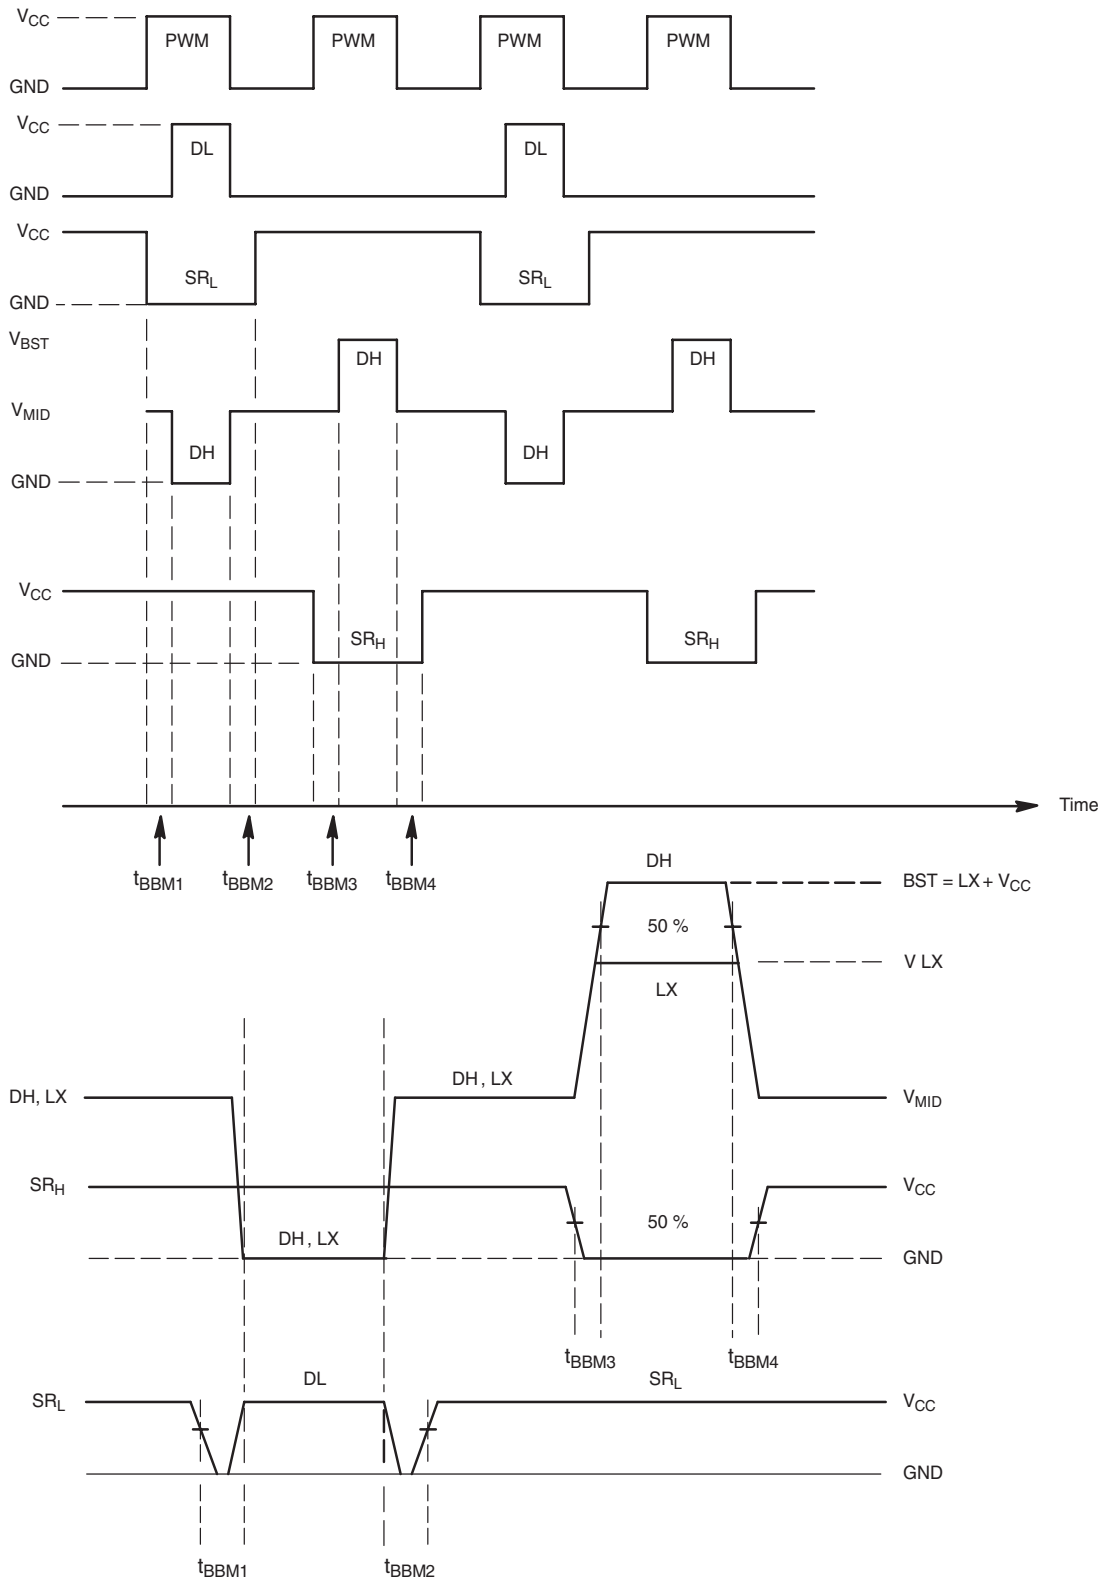 VCC
PWM PWM PWM PWM
GND
VCC
DL DL
GND
VCC
SRL SRL
GND
VBST
DH DH
VMID
DH DH
GND
VCC
SRH SRH
GND
Time
tBBM1 tBBM2 tBBM3 tBBM4
DH
BST = LX + VCC
50 %
V LX
LX
DH, LX
DH , LX
VMID
SRH
VCC
50 %
DH , LX
GND
tBBM3 tBBM4
DL
SRL
SRL
VCC
GND
tBBM1 tBBM2